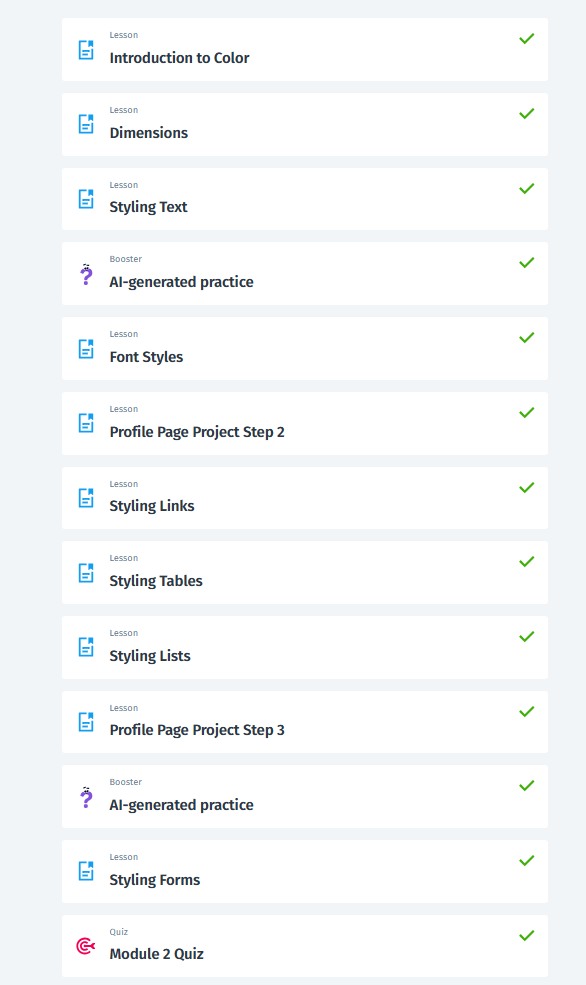 Lesson
Introduction to Color
Lesson
Dimensions
Lesson
Styling Text
Booster
AI-generated practice
Lesson
Font Styles
Lesson
Profile Page Project Step 2
Lesson
Styling Links
Lesson
Styling Tables
Lesson
Styling Lists
Lesson
Profile Page Project Step 3
Booster
AI-generated practice
Lesson
Styling Forms
Quiz
Module 2 Quiz